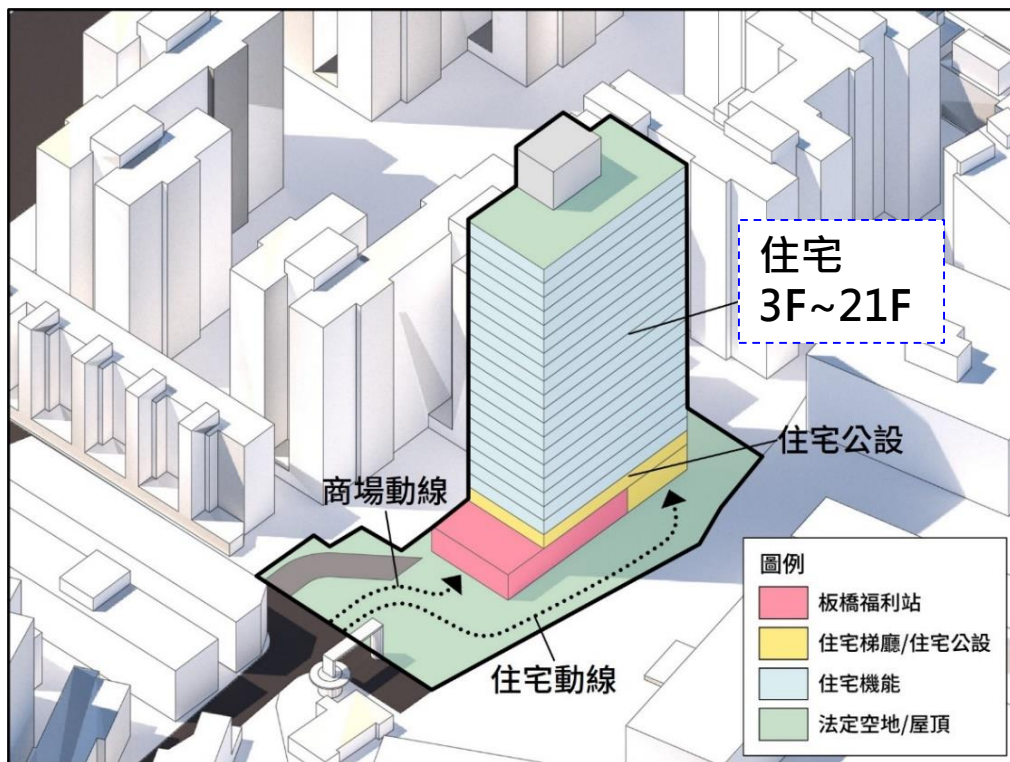 住宅
3F~21F
住宅公設
商場動線
住宅動線
圖例
板橋福利站
住宅梯廳/住宅公設
住宅機能
法定空地/屋頂